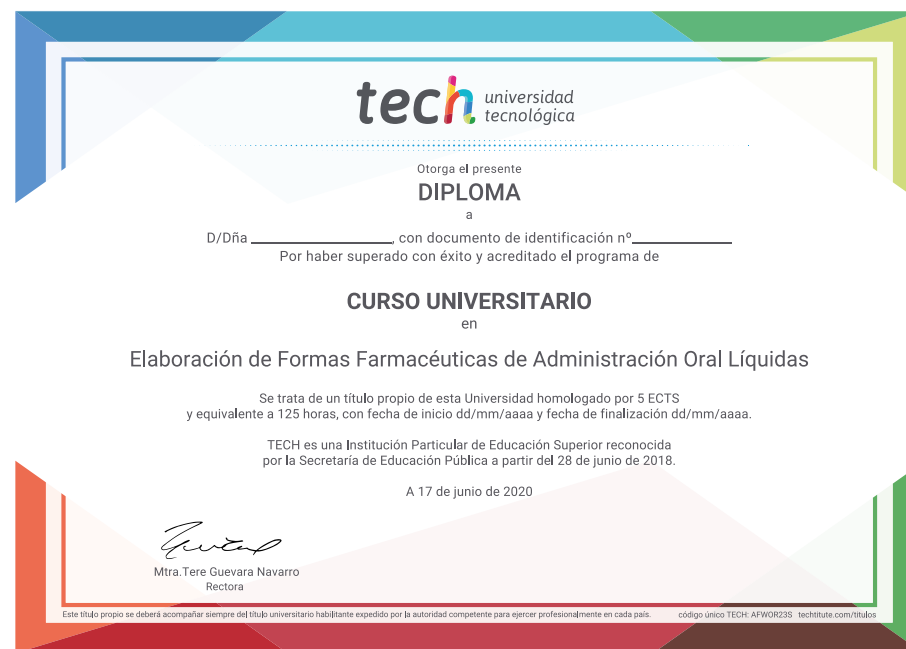 tech universidad
tecnológica
Otorga el presente
DIPLOMA
a
D/Dña ____________________, con documento de identificación nº______________
Por haber superado con éxito y acreditado el programa de
CURSO UNIVERSITARIO
en
Elaboración de Formas Farmacéuticas de Administración Oral Líquidas
Se trata de un título propio de esta Universidad homologado por 5 ECTS
y equivalente a 125 horas, con fecha de inicio dd/mm/aaaa y fecha de finalización dd/mm/aaaa.
TECH es una Institución Particular de Educación Superior reconocida
por la Secretaría de Educación Pública a partir del 28 de junio de 2018.
A 17 de junio de 2020
Mtra.Tere Guevara Navarro
Rectora
Este título propio se deberá acompañar siempre del título universitario habilitante expedido por la autoridad competente para ejercer profesionalmente en cada país. código único TECH: AFWOR23S techtitute.com/titulos